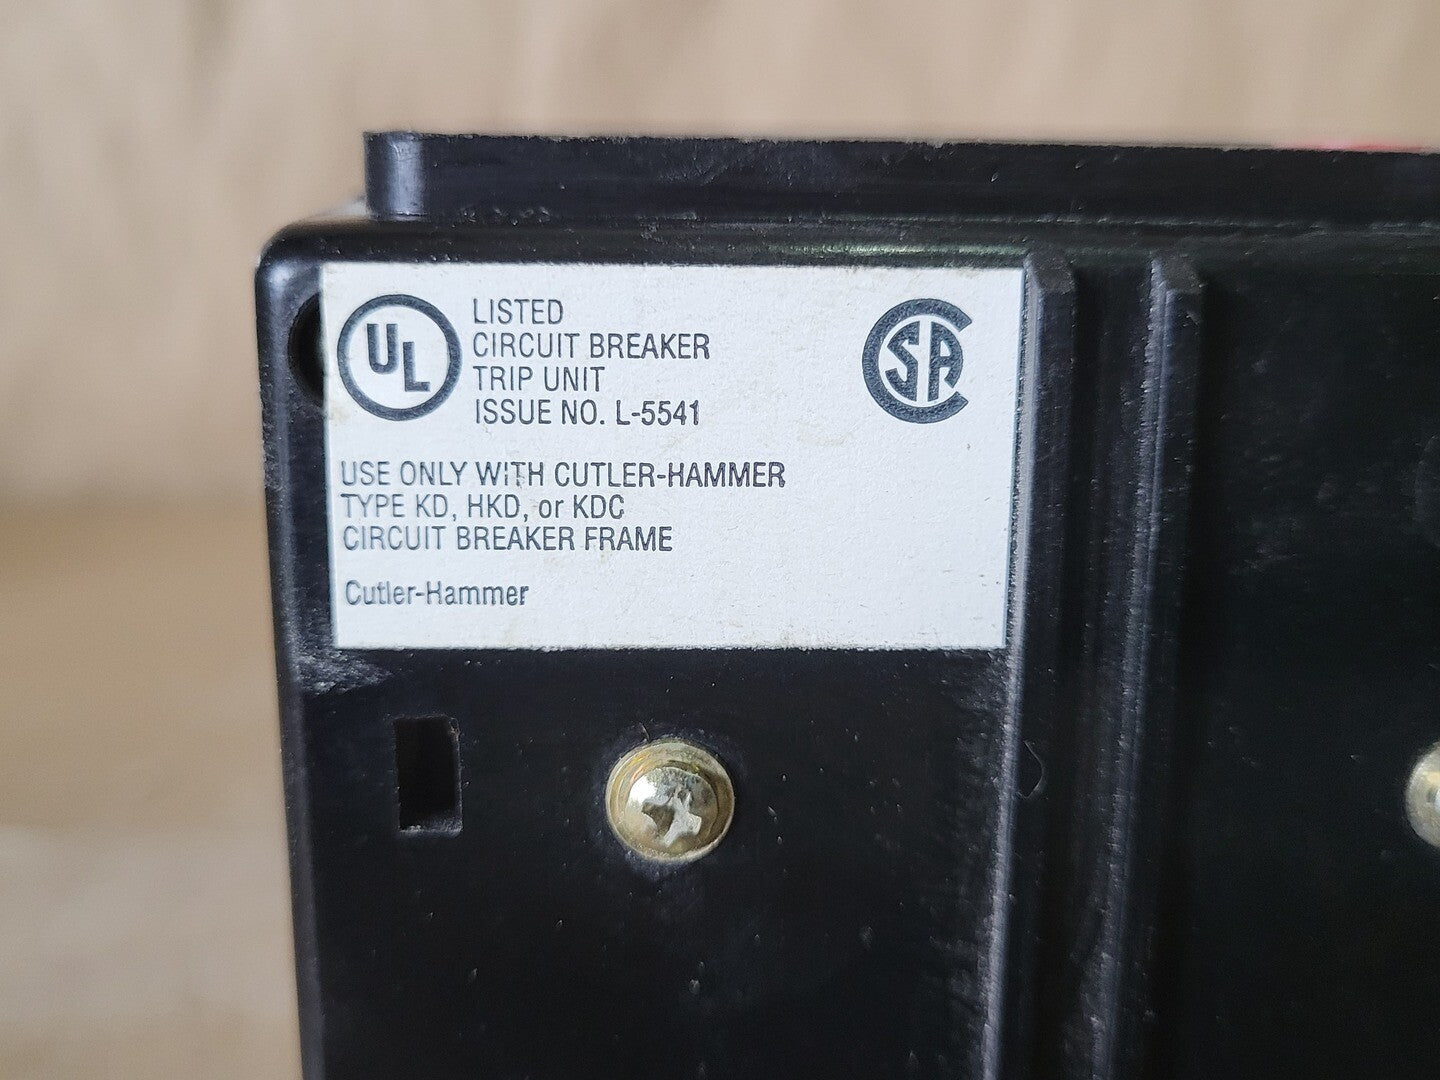 UL
LISTED
CIRCUIT BREAKER
TRIP UNIT
ISSUE NO. L-5541
CSA
USE ONLY WITH CUTLER-HAMMER
TYPE KD, HKD, or KDC
CIRCUIT BREAKER FRAME
Cutler-Hammer